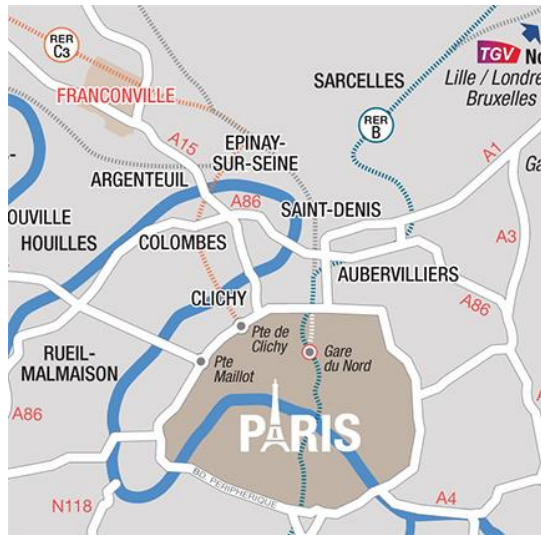 RER
C3
TGV No
Lille / Londre
Bruxelles
SARCELLES
FRANCONVILLE
RER
B
A15
EPINAY-
SUR-SEINE
A1
Ga
ARGENTEUIL
A86
SAINT-DENIS
OUVILLE
HOUILLES
COLOMBES
A3
AUBERVILLIERS
A86
CLICHY
Pte de
Clichy
Gare
du Nord
RUEIL-
MALMAISON
Pte
Maillot
A86
PARIS
BD. PERIPHERIQUE
N118
A4